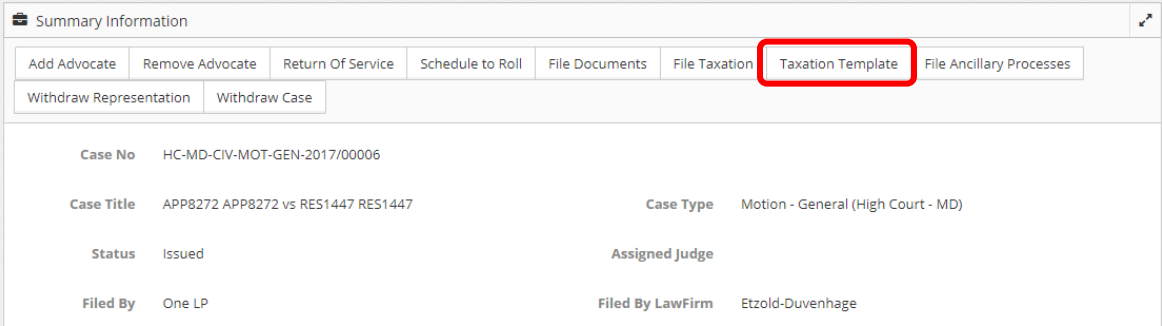 Summary Information
Add Advocate Remove Advocate Return Of Service Schedule to Roll File Documents File Taxation Taxation Template File Ancillary Processes
Withdraw Representation Withdraw Case
Case No HC-MD-CIV-MOT-GEN-2017/00006
Case Title APP8272 APP8272 vs RES1447 RES1447 Case Type Motion - General (High Court - MD)
Status Issued Assigned Judge
Filed By One LP Filed By LawFirm Etzold-Duvenhage